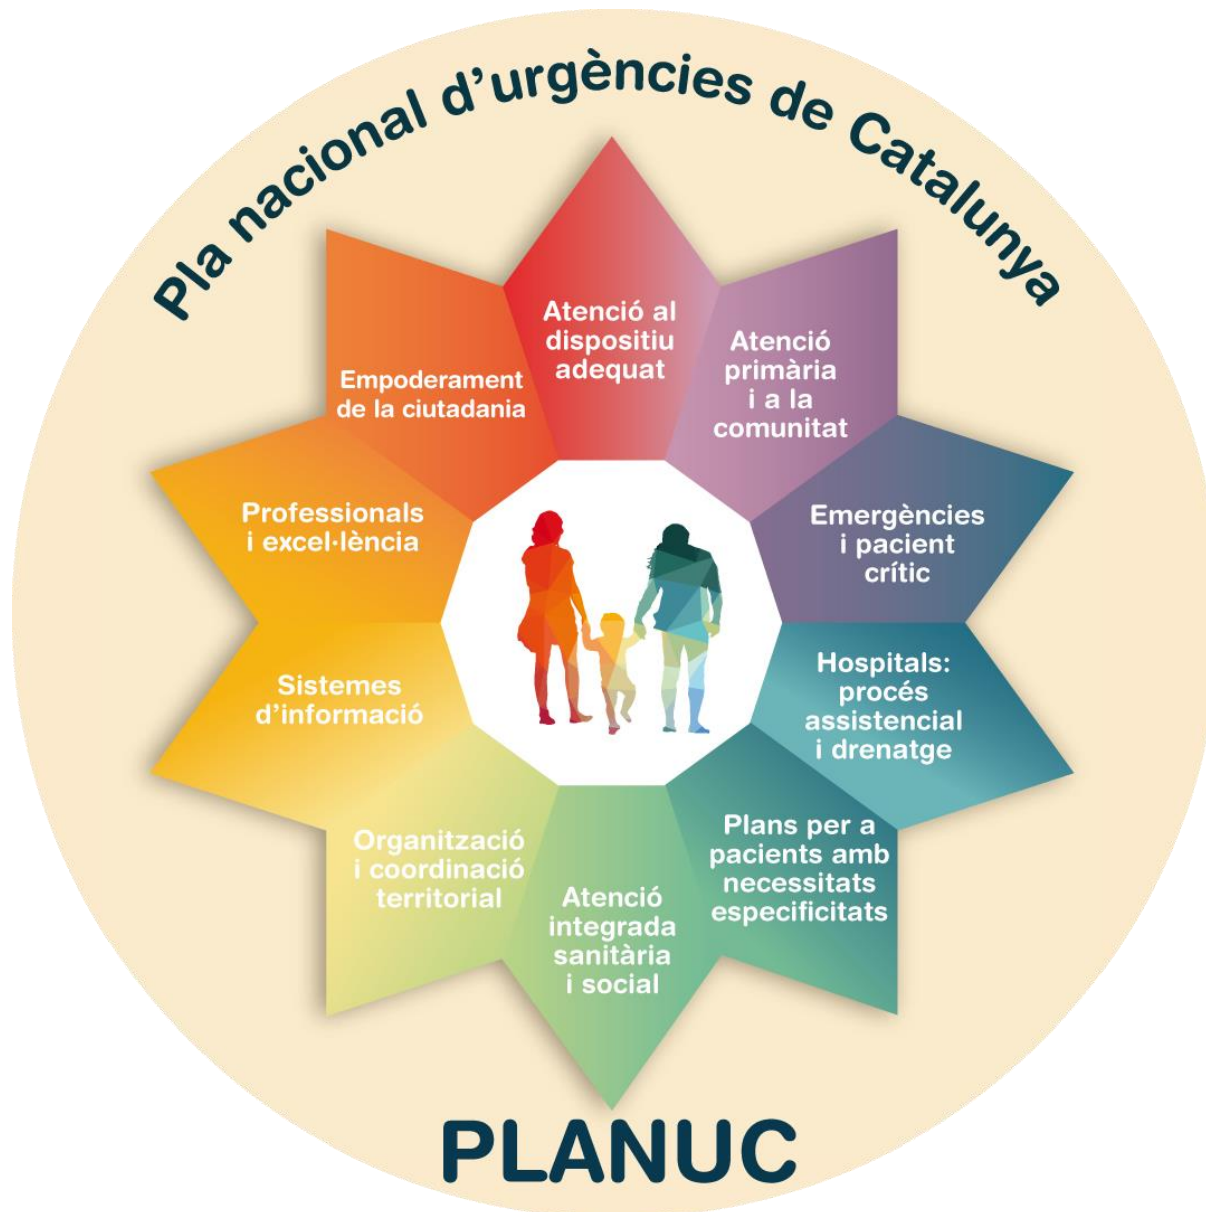 Pla nacional d’urgències de Catalunya
Atenció al
dispositiu
adequat
Atenció
primària
i a la
comunitat
Emergències
i pacient
crític
Hospitals:
procés
assistencial
i drenatge
Plans per a
pacients amb
necessitats
especificitats
Atenció
integrada
sanitària
i social
Organització
i coordinació
territorial
Sistemes
d’informació
Professionals
i excel·lència
Empoderament
de la ciutadania
PLANUC